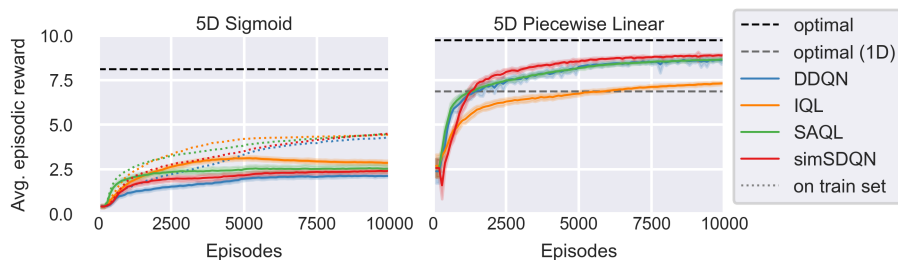 5D Sigmoid
5D Piecewise Linear
Avg. episodic reward
10.0
7.5
5.0
2.5
0.0
0 2500 5000 7500 10000
0 2500 5000 7500 10000
Episodes
Episodes
optimal
optimal (1D)
DDQN
IQL
SAQL
simSDQN
on train set